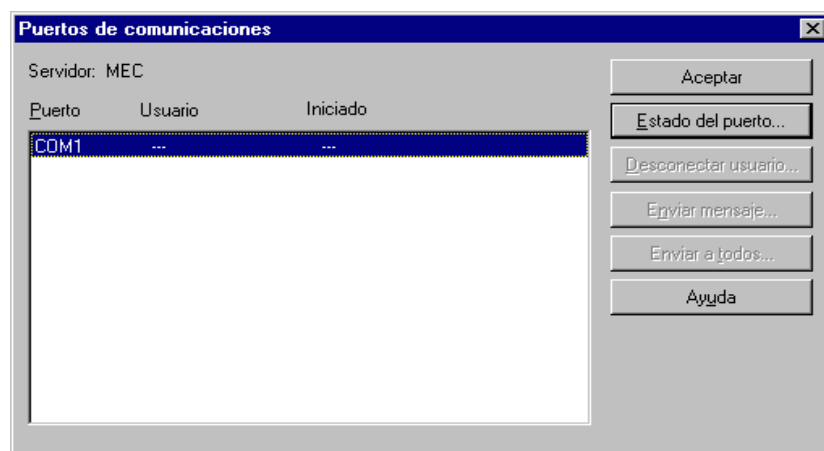 Puertos de comunicaciones
Servidor: MEC
Puerto Usuario Iniciado
COM1 --- ---
Aceptar
Estado del puerto...
Desconectar usuario...
Enviar mensaje...
Enviar a todos...
Ayuda